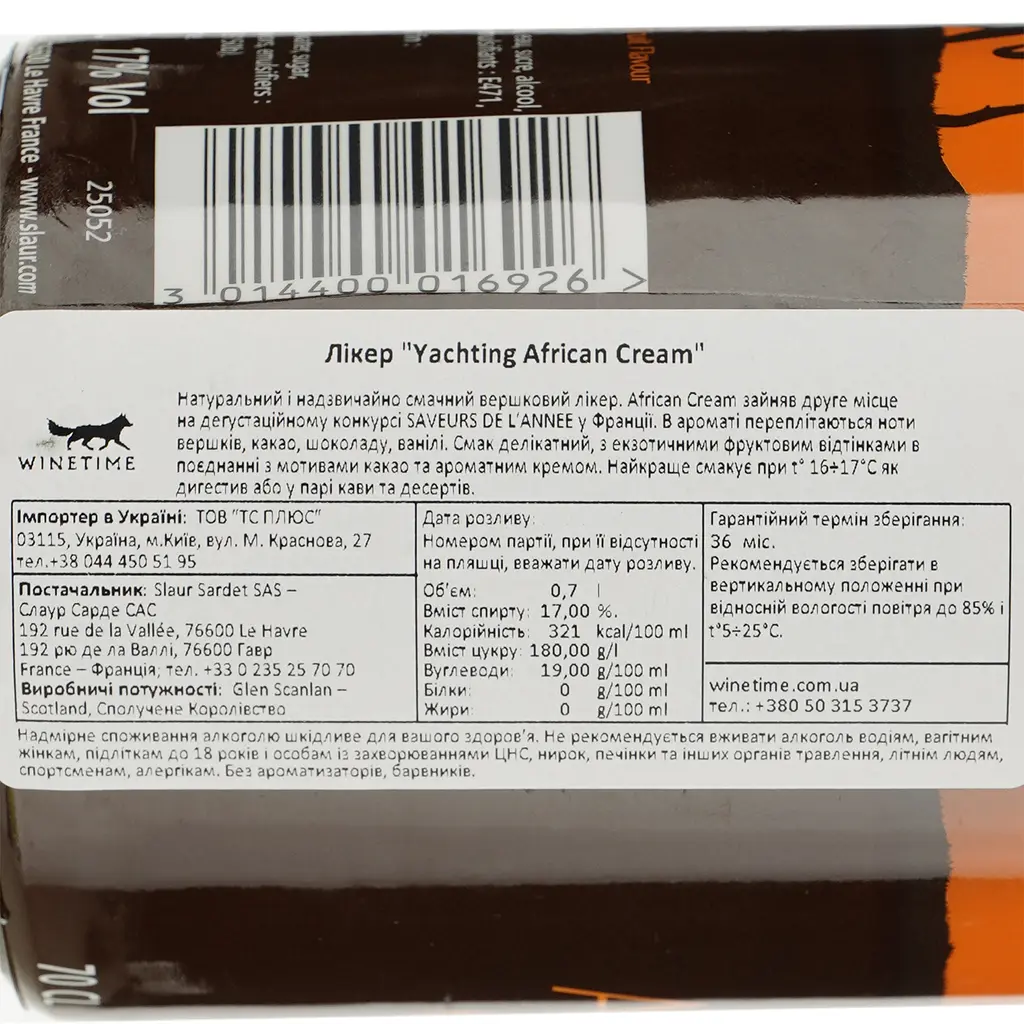 17% Vol
Le Havre France - www.slaur.com
25052
sugar,
emulsifiers :
alcool,
E471,
Flavour
3 014400 016926 >
Лікер "Yachting African Cream"
Натуральний і надзвичайно смачний вершковий лікер. African Cream зайняв друге місце
на дегустаційному конкурсі SAVEURS DE L'ANNEE у Франції. В ароматі переплітаються ноти
вершків, какао, шоколаду, ванілі. Смак делікатний, з екзотичними фруктовим відтінками в
поєднанні з мотивами какао та ароматним кремом. Найкраще смакує при t° 16÷17°С як
дигестив або у парі кави та десертів.
WINETIME
Імпортер в Україні: ТОВ "ТС ПЛЮС"
03115, Україна, м.Київ, вул. М. Краснова, 27
тел.+38 044 450 51 95
Постачальник: Slaur Sardet SAS –
Слаур Сарде САС
192 rue de la Vallée, 76600 Le Havre
192 рю де ла Валлі, 76600 Гавр
France – Франція; тел. +33 0 235 25 70 70
Виробничі потужності: Glen Scanlan –
Scotland, Сполучене Королівство
Дата розливу:
Номером партії, при її відсутності
на пляшці, вважати дату розливу.
Об'єм: 0,7 l
Вміст спирту: 17,00 %.
Калорійність: 321 kcal/100 ml
Вміст цукру: 180,00 g/l
Вуглеводи: 19,00 g/100 ml
Білки: 0 g/100 ml
Жири: 0 g/100 ml
Гарантійний термін зберігання:
36 міс.
Рекомендується зберігати в
вертикальному положенні при
відносній вологості повітря до 85% і
t°5÷25°С.
winetime.com.ua
тел.: +380 50 315 3737
Надмірне споживання алкоголю шкідливе для вашого здоров'я. Не рекомендується вживати алкоголь водіям, вагітним
жінкам, підліткам до 18 років і особам із захворюваннями ЦНС, нирок, печінки та інших органів травлення, літнім людям,
спортсменам, алергікам. Без ароматизаторів, барвників.
70